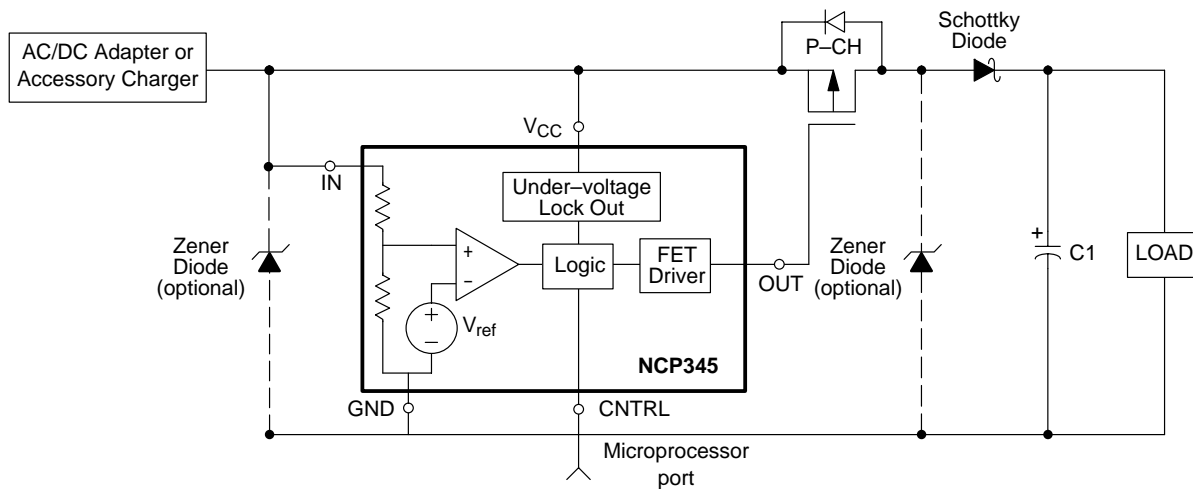 AC/DC Adapter or
Accessory Charger
P–CH
Schottky
Diode
VCC
IN
Under–voltage
Lock Out
Zener
Diode
(optional)
+
−
Logic
FET
Driver
OUT
Zener
Diode
(optional)
+
C1
LOAD
+
−
Vref
NCP345
GND
CNTRL
Microprocessor
port